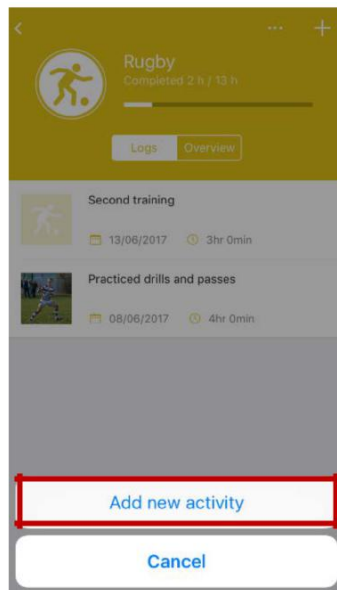 Rugby
Completed 2 h / 13 h
Logs Overview
Second training
13/06/2017 3hr 0min
Practiced drills and passes
08/06/2017 4hr 0min
Add new activity
Cancel